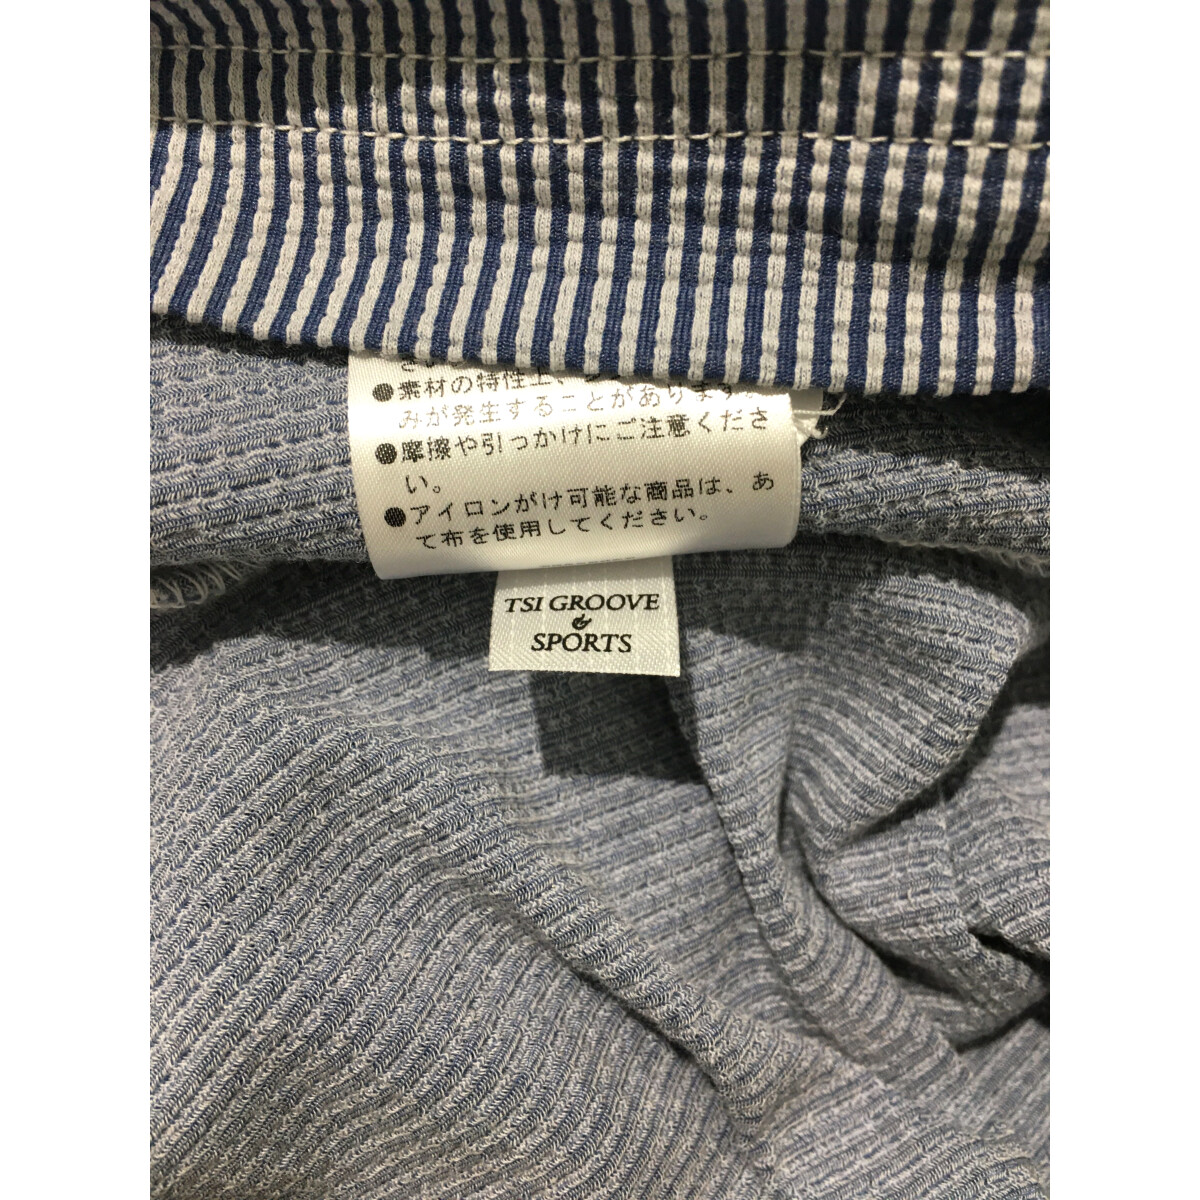 ●素材の特性上、
みが発生することがあります。
●摩擦や引っかけにご注意くださ
い。
●アイロンがけ可能な商品は、あ
て布を使用してください。
TSI GROOVE
&
SPORTS